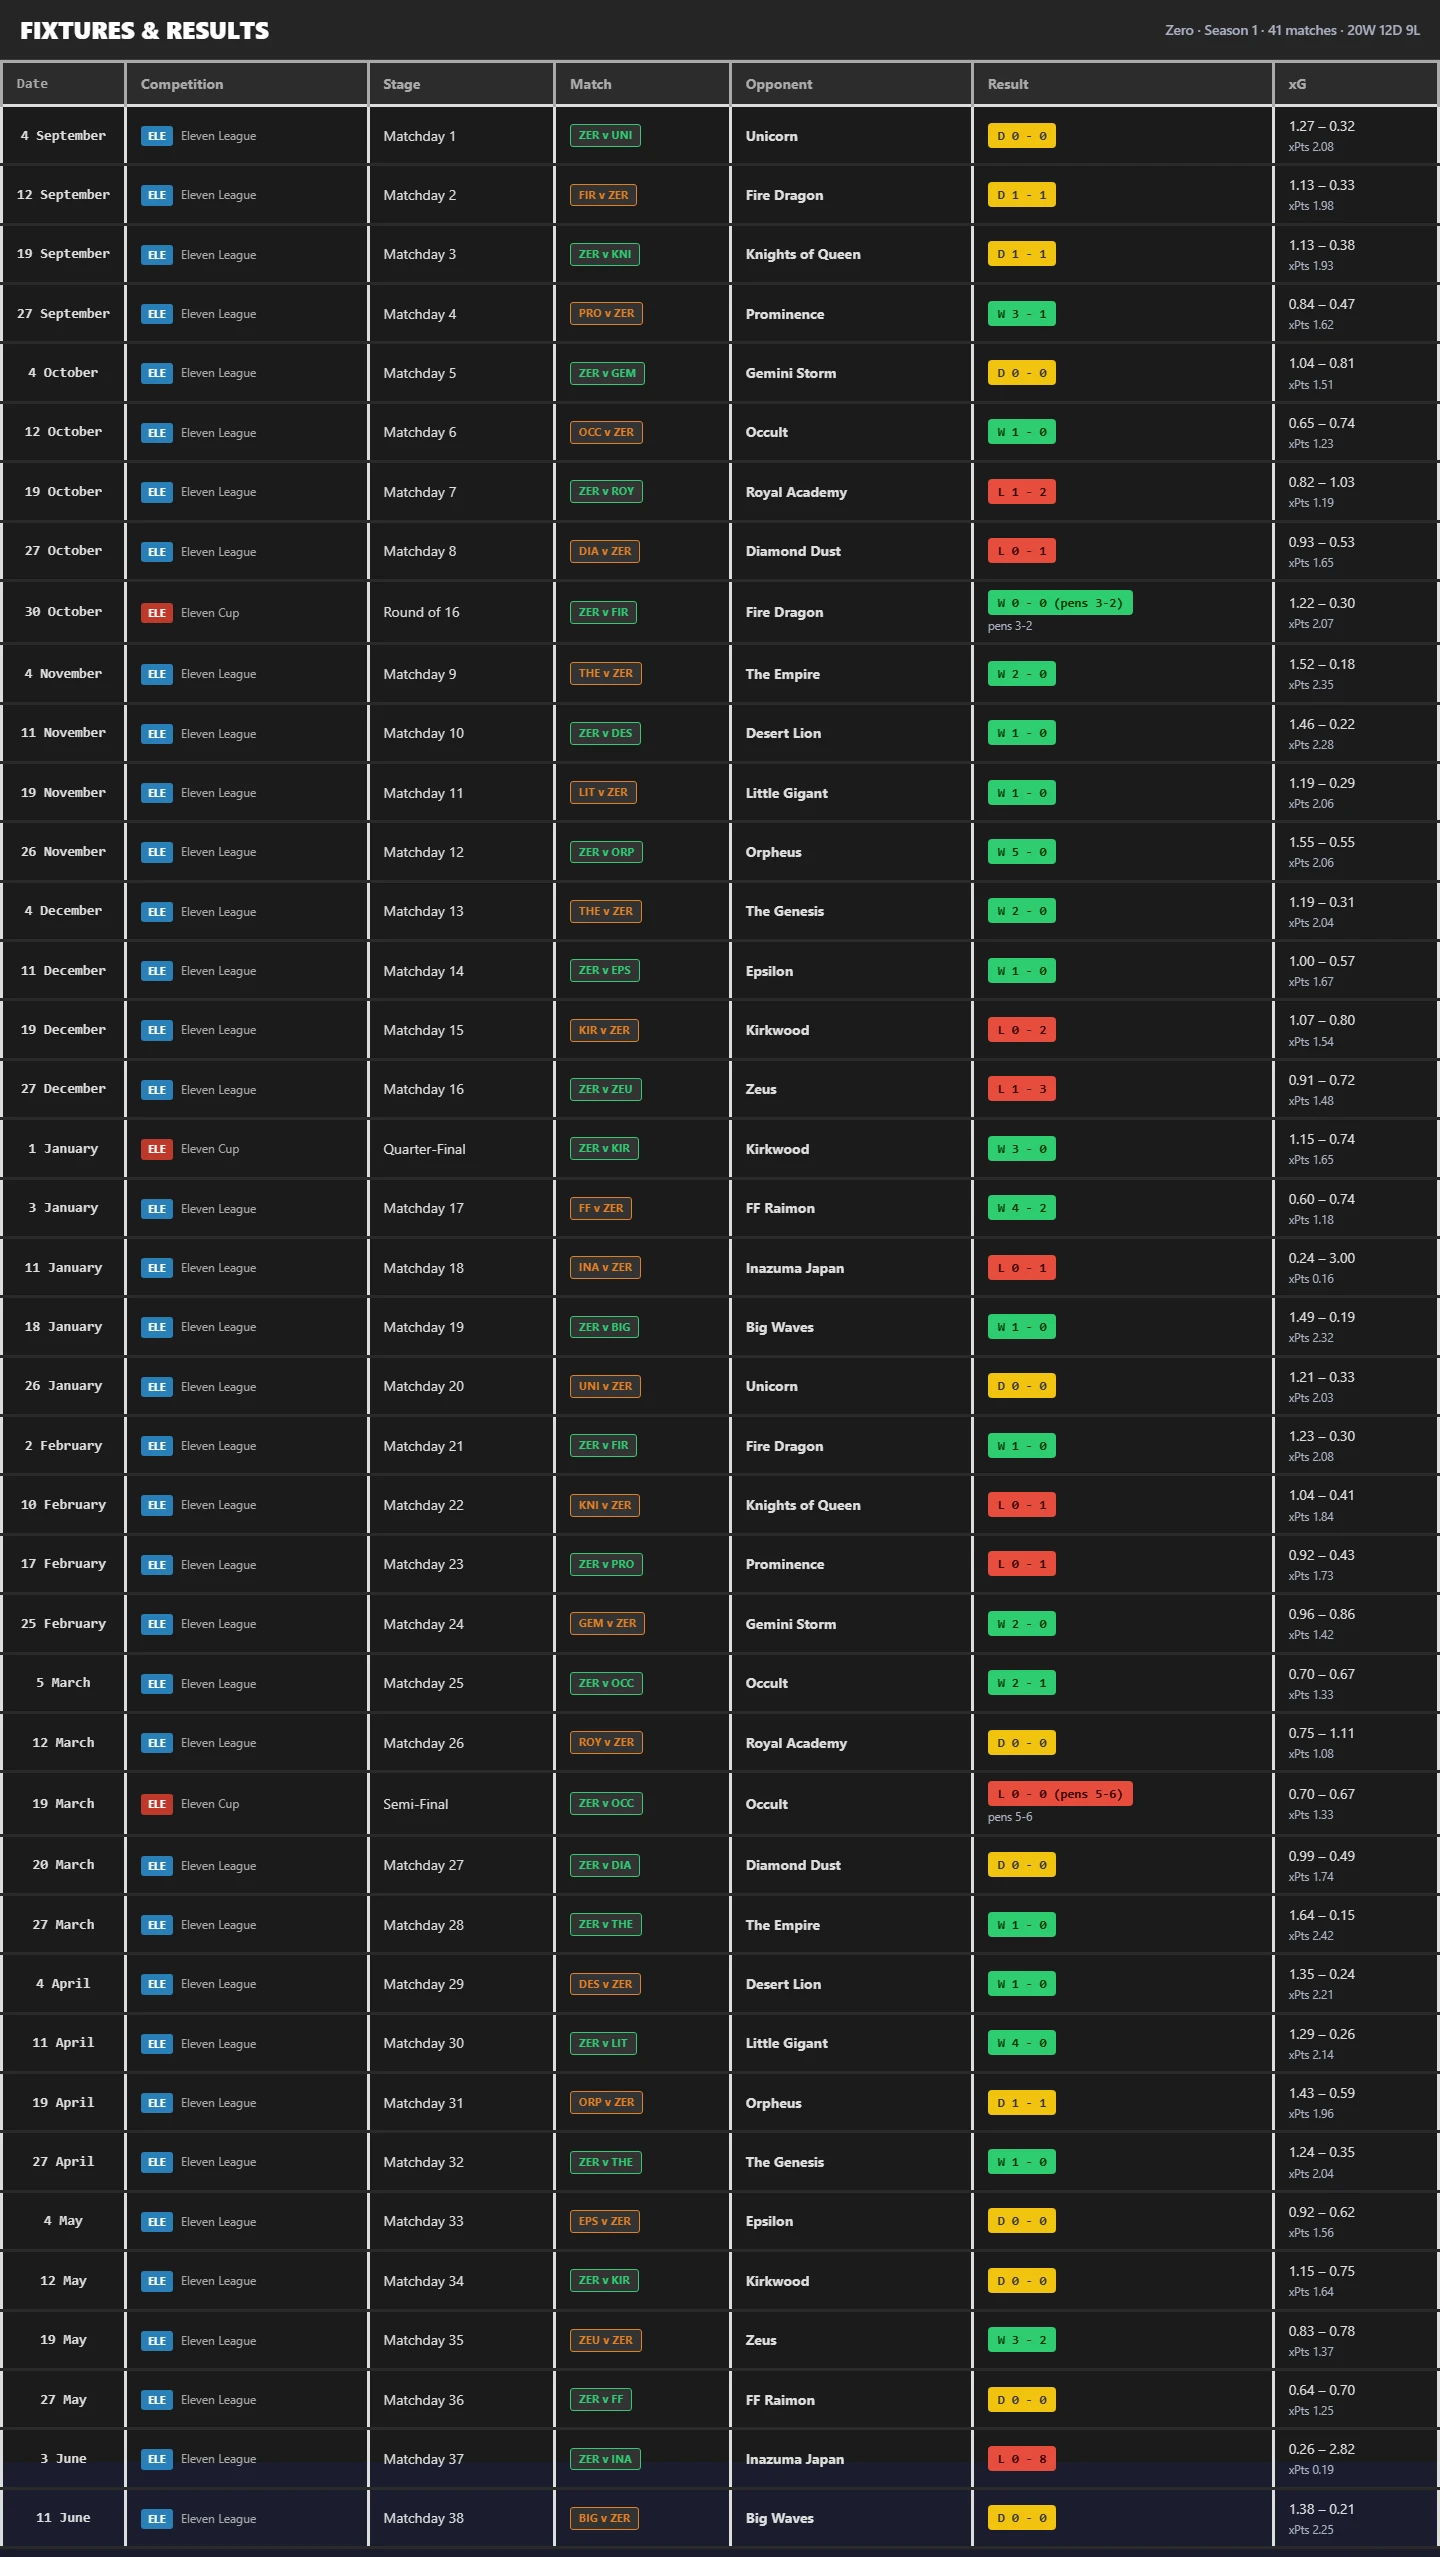 FIXTURES & RESULTS
Zero · Season 1 · 41 matches · 20W 12D 9L
Date Competition Stage Match Opponent Result xG
4 September ELE Eleven League Matchday 1 ZER v UNI Unicorn D 0 - 0 1.27 – 0.32
xPts 2.08
12 September ELE Eleven League Matchday 2 FIR v ZER Fire Dragon D 1 - 1 1.13 – 0.33
xPts 1.98
19 September ELE Eleven League Matchday 3 ZER v KNI Knights of Queen D 1 - 1 1.13 – 0.38
xPts 1.93
27 September ELE Eleven League Matchday 4 PRO v ZER Prominence W 3 - 1 0.84 – 0.47
xPts 1.62
4 October ELE Eleven League Matchday 5 ZER v GEM Gemini Storm D 0 - 0 1.04 – 0.81
xPts 1.51
12 October ELE Eleven League Matchday 6 OCC v ZER Occult W 1 - 0 0.65 – 0.74
xPts 1.23
19 October ELE Eleven League Matchday 7 ZER v ROY Royal Academy L 1 - 2 0.82 – 1.03
xPts 1.19
27 October ELE Eleven League Matchday 8 DIA v ZER Diamond Dust L 0 - 1 0.93 – 0.53
xPts 1.65
30 October ELE Eleven Cup Round of 16 ZER v FIR Fire Dragon W 0 - 0 (pens 3-2) 1.22 – 0.30
pens 3-2 xPts 2.07
4 November ELE Eleven League Matchday 9 THE v ZER The Empire W 2 - 0 1.52 – 0.18
xPts 2.35
11 November ELE Eleven League Matchday 10 ZER v DES Desert Lion W 1 - 0 1.46 – 0.22
xPts 2.28
19 November ELE Eleven League Matchday 11 LIT v ZER Little Gigant W 1 - 0 1.19 – 0.29
xPts 2.06
26 November ELE Eleven League Matchday 12 ZER v ORP Orpheus W 5 - 0 1.55 – 0.55
xPts 2.06
4 December ELE Eleven League Matchday 13 THE v ZER The Genesis W 2 - 0 1.19 – 0.31
xPts 2.04
11 December ELE Eleven League Matchday 14 ZER v EPS Epsilon W 1 - 0 1.00 – 0.57
xPts 1.67
19 December ELE Eleven League Matchday 15 KIR v ZER Kirkwood L 0 - 2 1.07 – 0.80
xPts 1.54
27 December ELE Eleven League Matchday 16 ZER v ZEU Zeus L 1 - 3 0.91 – 0.72
xPts 1.48
1 January ELE Eleven Cup Quarter-Final ZER v KIR Kirkwood W 3 - 0 1.15 – 0.74
xPts 1.65
3 January ELE Eleven League Matchday 17 FF v ZER FF Raimon W 4 - 2 0.60 – 0.74
xPts 1.18
11 January ELE Eleven League Matchday 18 INA v ZER Inazuma Japan L 0 - 1 0.24 – 3.00
xPts 0.16
18 January ELE Eleven League Matchday 19 ZER v BIG Big Waves W 1 - 0 1.49 – 0.19
xPts 2.32
26 January ELE Eleven League Matchday 20 UNI v ZER Unicorn D 0 - 0 1.21 – 0.33
xPts 2.03
2 February ELE Eleven League Matchday 21 ZER v FIR Fire Dragon W 1 - 0 1.23 – 0.30
xPts 2.08
10 February ELE Eleven League Matchday 22 KNI v ZER Knights of Queen L 0 - 1 1.04 – 0.41
xPts 1.84
17 February ELE Eleven League Matchday 23 ZER v PRO Prominence L 0 - 1 0.92 – 0.43
xPts 1.73
25 February ELE Eleven League Matchday 24 GEM v ZER Gemini Storm W 2 - 0 0.96 – 0.86
xPts 1.42
5 March ELE Eleven League Matchday 25 ZER v OCC Occult W 2 - 1 0.70 – 0.67
xPts 1.33
12 March ELE Eleven League Matchday 26 ROY v ZER Royal Academy D 0 - 0 0.75 – 1.11
xPts 1.08
19 March ELE Eleven Cup Semi-Final ZER v OCC Occult L 0 - 0 (pens 5-6) 0.70 – 0.67
pens 5-6 xPts 1.33
20 March ELE Eleven League Matchday 27 ZER v DIA Diamond Dust D 0 - 0 0.99 – 0.49
xPts 1.74
27 March ELE Eleven League Matchday 28 ZER v THE The Empire W 1 - 0 1.64 – 0.15
xPts 2.42
4 April ELE Eleven League Matchday 29 DES v ZER Desert Lion W 1 - 0 1.35 – 0.24
xPts 2.21
11 April ELE Eleven League Matchday 30 ZER v LIT Little Gigant W 4 - 0 1.29 – 0.26
xPts 2.14
19 April ELE Eleven League Matchday 31 ORP v ZER Orpheus D 1 - 1 1.43 – 0.59
xPts 1.96
27 April ELE Eleven League Matchday 32 ZER v THE The Genesis W 1 - 0 1.24 – 0.35
xPts 2.04
4 May ELE Eleven League Matchday 33 EPS v ZER Epsilon D 0 - 0 0.92 – 0.62
xPts 1.56
12 May ELE Eleven League Matchday 34 ZER v KIR Kirkwood D 0 - 0 1.15 – 0.75
xPts 1.64
19 May ELE Eleven League Matchday 35 ZEU v ZER Zeus W 3 - 2 0.83 – 0.78
xPts 1.37
27 May ELE Eleven League Matchday 36 ZER v FF FF Raimon D 0 - 0 0.64 – 0.70
xPts 1.25
3 June ELE Eleven League Matchday 37 ZER v INA Inazuma Japan L 0 - 8 0.26 – 2.82
xPts 0.19
11 June ELE Eleven League Matchday 38 BIG v ZER Big Waves D 0 - 0 1.38 – 0.21
xPts 2.25